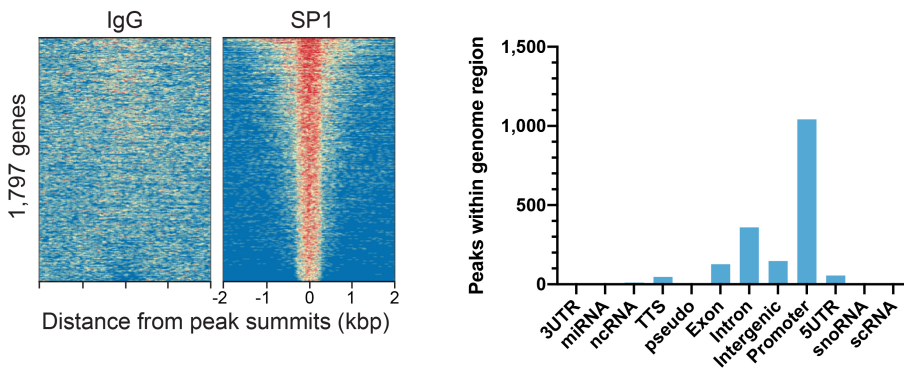 IgG
SP1
1,797 genes
-2 -1 0 1 2
Distance from peak summits (kbp)
Peaks within genome region
1,500
1,000
500
0
3UTR
miRNA
ncRNA
TTS
pseudo
Exon
Intron
Intergenic
Promoter
5UTR
snoRNA
scRNA